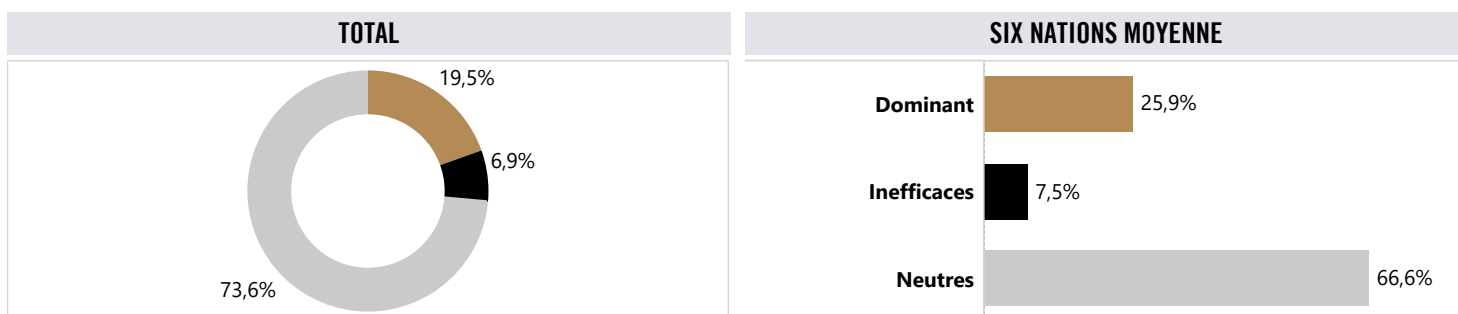 TOTAL
19,5%
6,9%
73,6%
SIX NATIONS MOYENNE
Dominant 25,9%
Inefficaces 7,5%
Neutres 66,6%